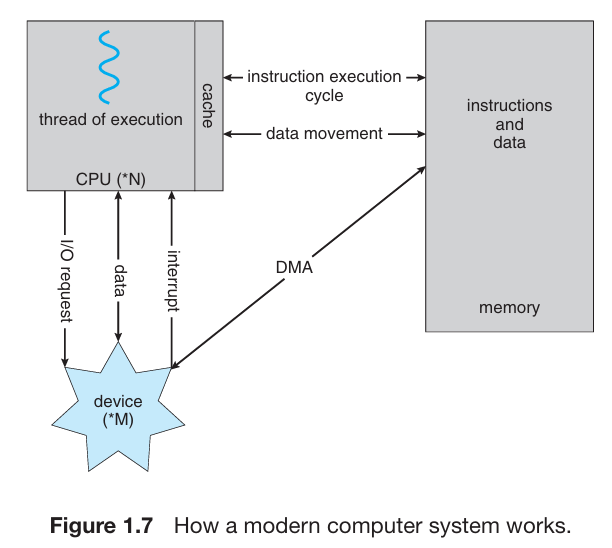 thread of execution
cache
CPU (*N)
instruction execution
cycle
data movement
instructions
and
data
memory
I/O request
data
interrupt
DMA
device
(*M)
Figure 1.7 How a modern computer system works.